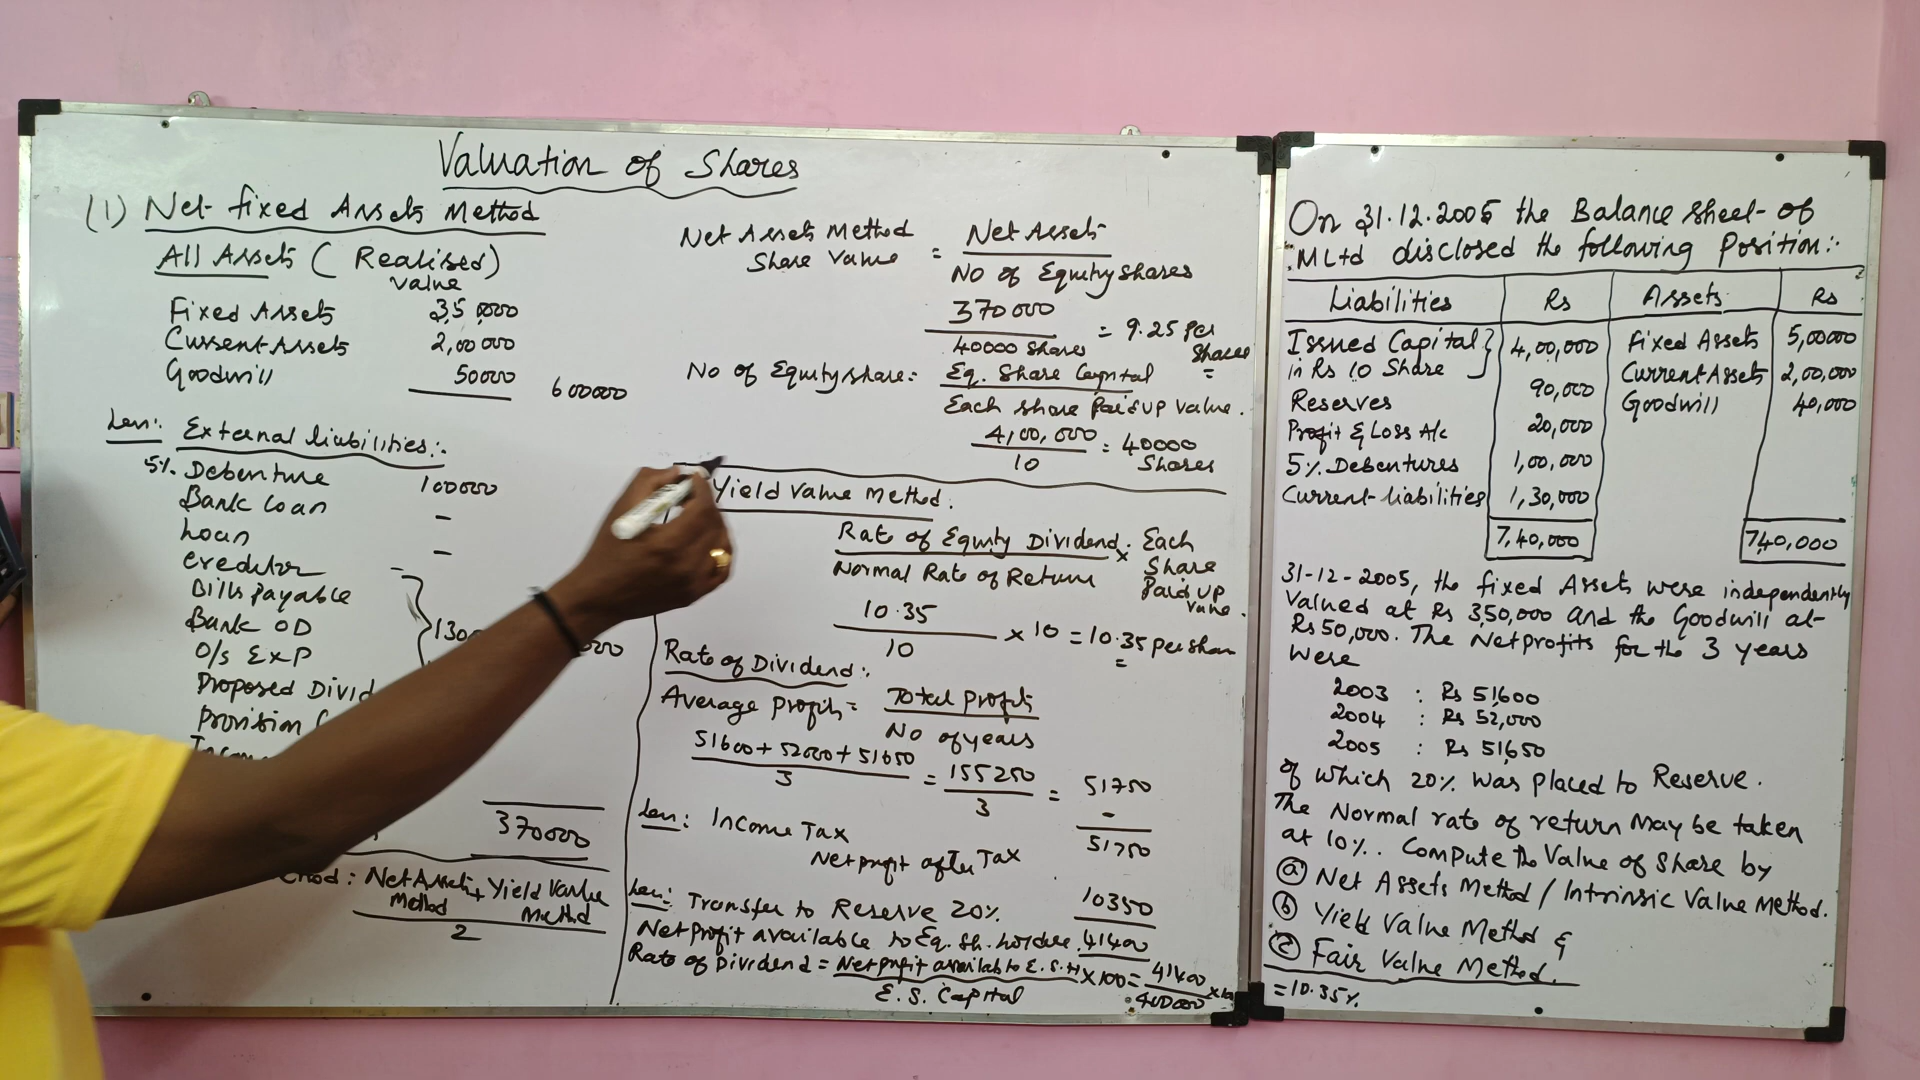 Valuation of Shares
(1) Net fixed Assets Method
All Assets ( Realised)
value
Fixed Assets 3,50,000
Current Assets 2,00,000
Goodwill 50000 600000
Less: External liabilities:-
5% Debenture 100000
Bank Loan -
Loan -
Creditor -
Bills payable
Bank OD
O/s Exp
Proposed
Provision
370000
Net Assets Method + Yield Value Method
2
Net Assets Method Share Value = Net Assets
No of Equity shares
370000
40000 shares = 9.25 per shares
No of Equity share: Eq. Share Capital
Each share Paid up value.
4,00,000
10 = 40000 Shares
Yield Value Method.
Rate of Equity Dividend × Each Share Paid up value.
Normal Rate of Return
10.35
10 × 10 = 10.35 per share
Rate of Dividend:
Average Profit = Total Profits
No of years
51600 + 52000 + 51650
3 = 155250
3 = 51750
Less: Income Tax -
Net profit after Tax 51750
Less: Transfer to Reserve 20% 10350
Net profit available to Eq. Sh. holders. 41400
Rate of Dividend = Net profit available to E.S.H × 100 = 41400
E. S. Capital 400000
On 31.12.2005 the Balance Sheet of
M Ltd disclosed the following Position:-
Liabilities Rs Assets Rs
Issued Capital } 4,00,000 Fixed Assets 5,00000
in Rs 10 Share Current Assets 2,00,000
Reserves 90,000 Goodwill 40,000
Profit & Loss A/c 20,000
5% Debentures 1,00,000
Current liabilities 1,30,000
7,40,000 740,000
31-12-2005, the fixed Assets were independently
Valued at Rs 3,50,000 and the Goodwill at
Rs 50,000. The Net profits for the 3 years
were
2003 : Rs 51,600
2004 : Rs 52,000
2005 : Rs 51,650
of which 20% was placed to Reserve.
The Normal rate of return may be taken
at 10%. Compute the Value of Share by
(a) Net Assets Method / Intrinsic Value Method.
(b) Yield Value Method &
(c) Fair Value Method.
= 10.35%